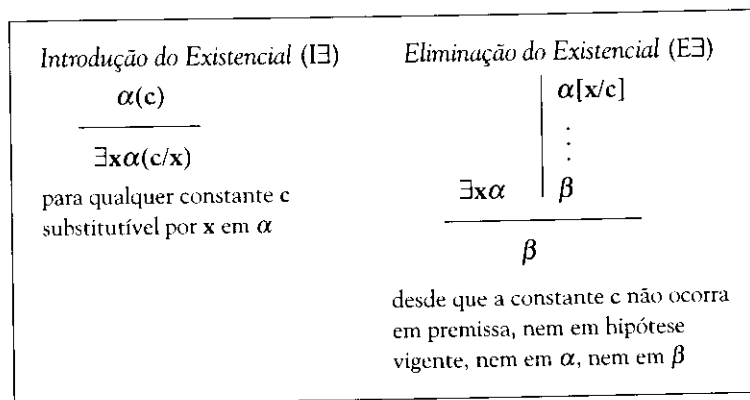 Introdução do Existencial (I∃)
α(c)
∃xα(c/x)
para qualquer constante c
substitutível por x em α
Eliminação do Existencial (E∃)
α[x/c]
⋮
∃xα β
β
desde que a constante c não ocorra
em premissa, nem em hipótese
vigente, nem em α, nem em β